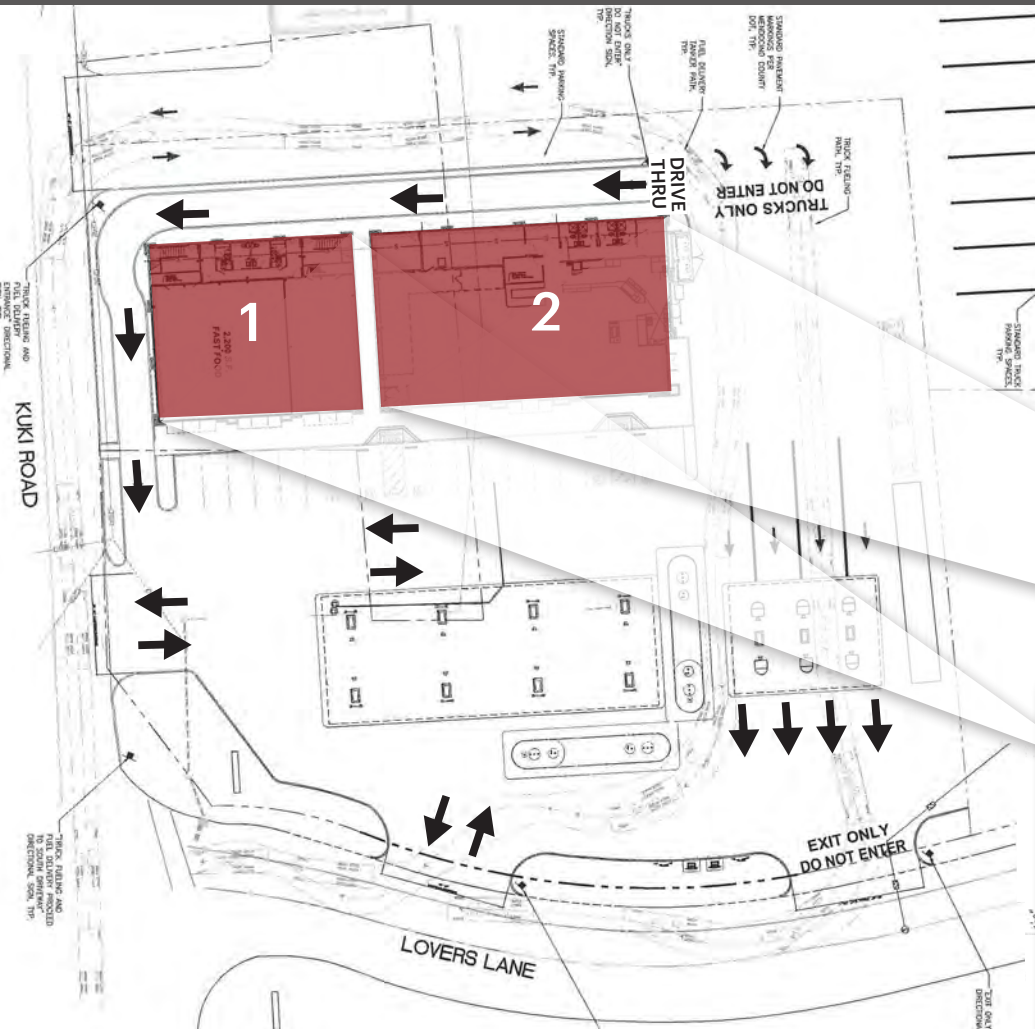 "TRUCKS ONLY
DO NOT ENTER"
DIRECTION SIGN,
TYP.
STANDARD PARKING
SPACES, TYP.
FUEL DELIVERY
TANKER PATH,
TYP.
STANDARD PAVEMENT
MARKINGS PER
MENDOCINO COUNTY
DOT, TYP.
TRUCK FUELING
PATH, TYP.
TRUCKS ONLY
DO NOT ENTER
DRIVE
THRU
STANDARD TRUCK
PARKING SPACES,
TYP.
1
2
2,200 S.F.
FAST FOOD
"TRUCK FUELING AND
FUEL DELIVERY
ENTRANCE" DIRECTIONAL
KUKI ROAD
"TRUCK FUELING AND
FUEL DELIVERY PROCEED
TO SOUTH DRIVEWAY"
DIRECTIONAL SIGN, TYP.
EXIT ONLY
DO NOT ENTER
LOVERS LANE
"EXIT ONLY